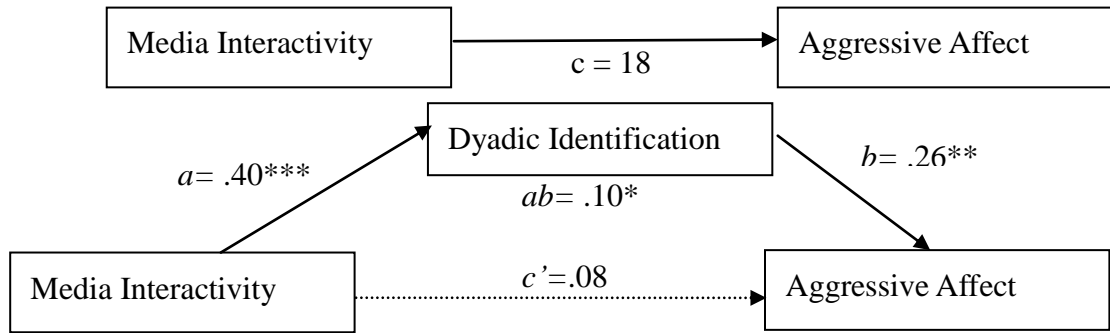 Media Interactivity
Aggressive Affect
c = 18
Dyadic Identification
a= .40***
b= .26**
ab= .10*
Media Interactivity
c’=.08
Aggressive Affect